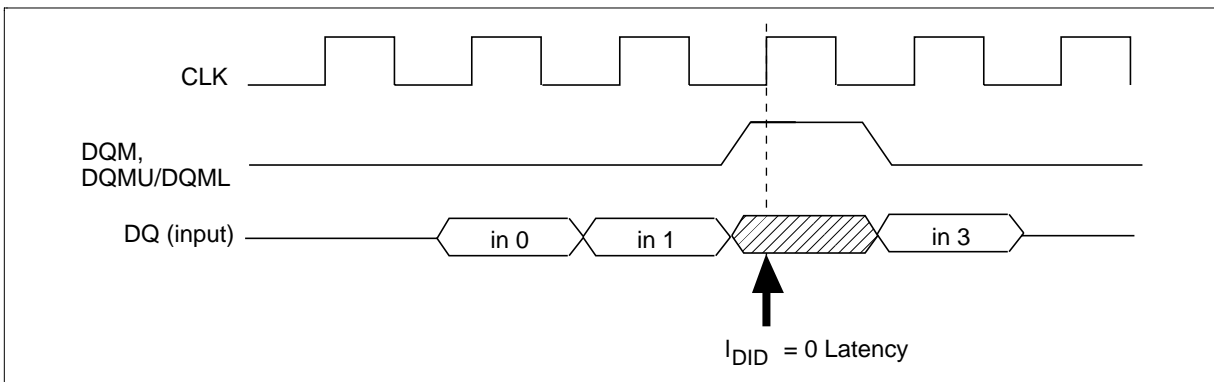 CLK
DQM,
DQMU/DQML
DQ (input)
in 0
in 1
in 3
IDID = 0 Latency